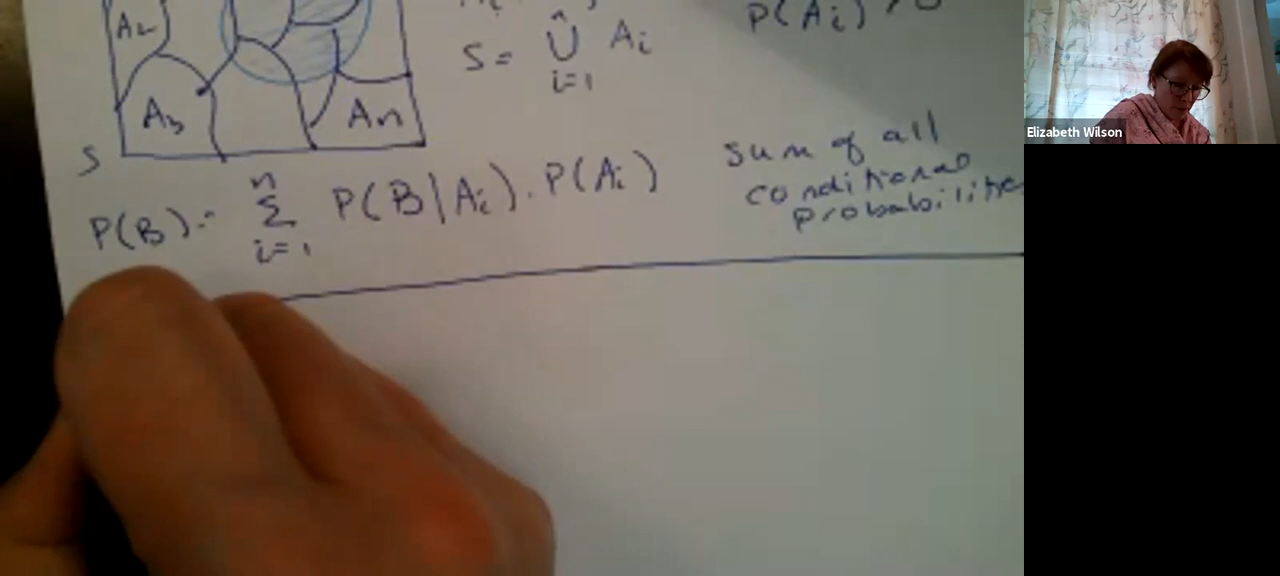 A2
S = n∪i=1 Ai
P(Ai) > 0
A3
An
S
P(B) = n∑i=1 P(B|Ai) . P(Ai)
sum of all
conditional
probabilities
Elizabeth Wilson